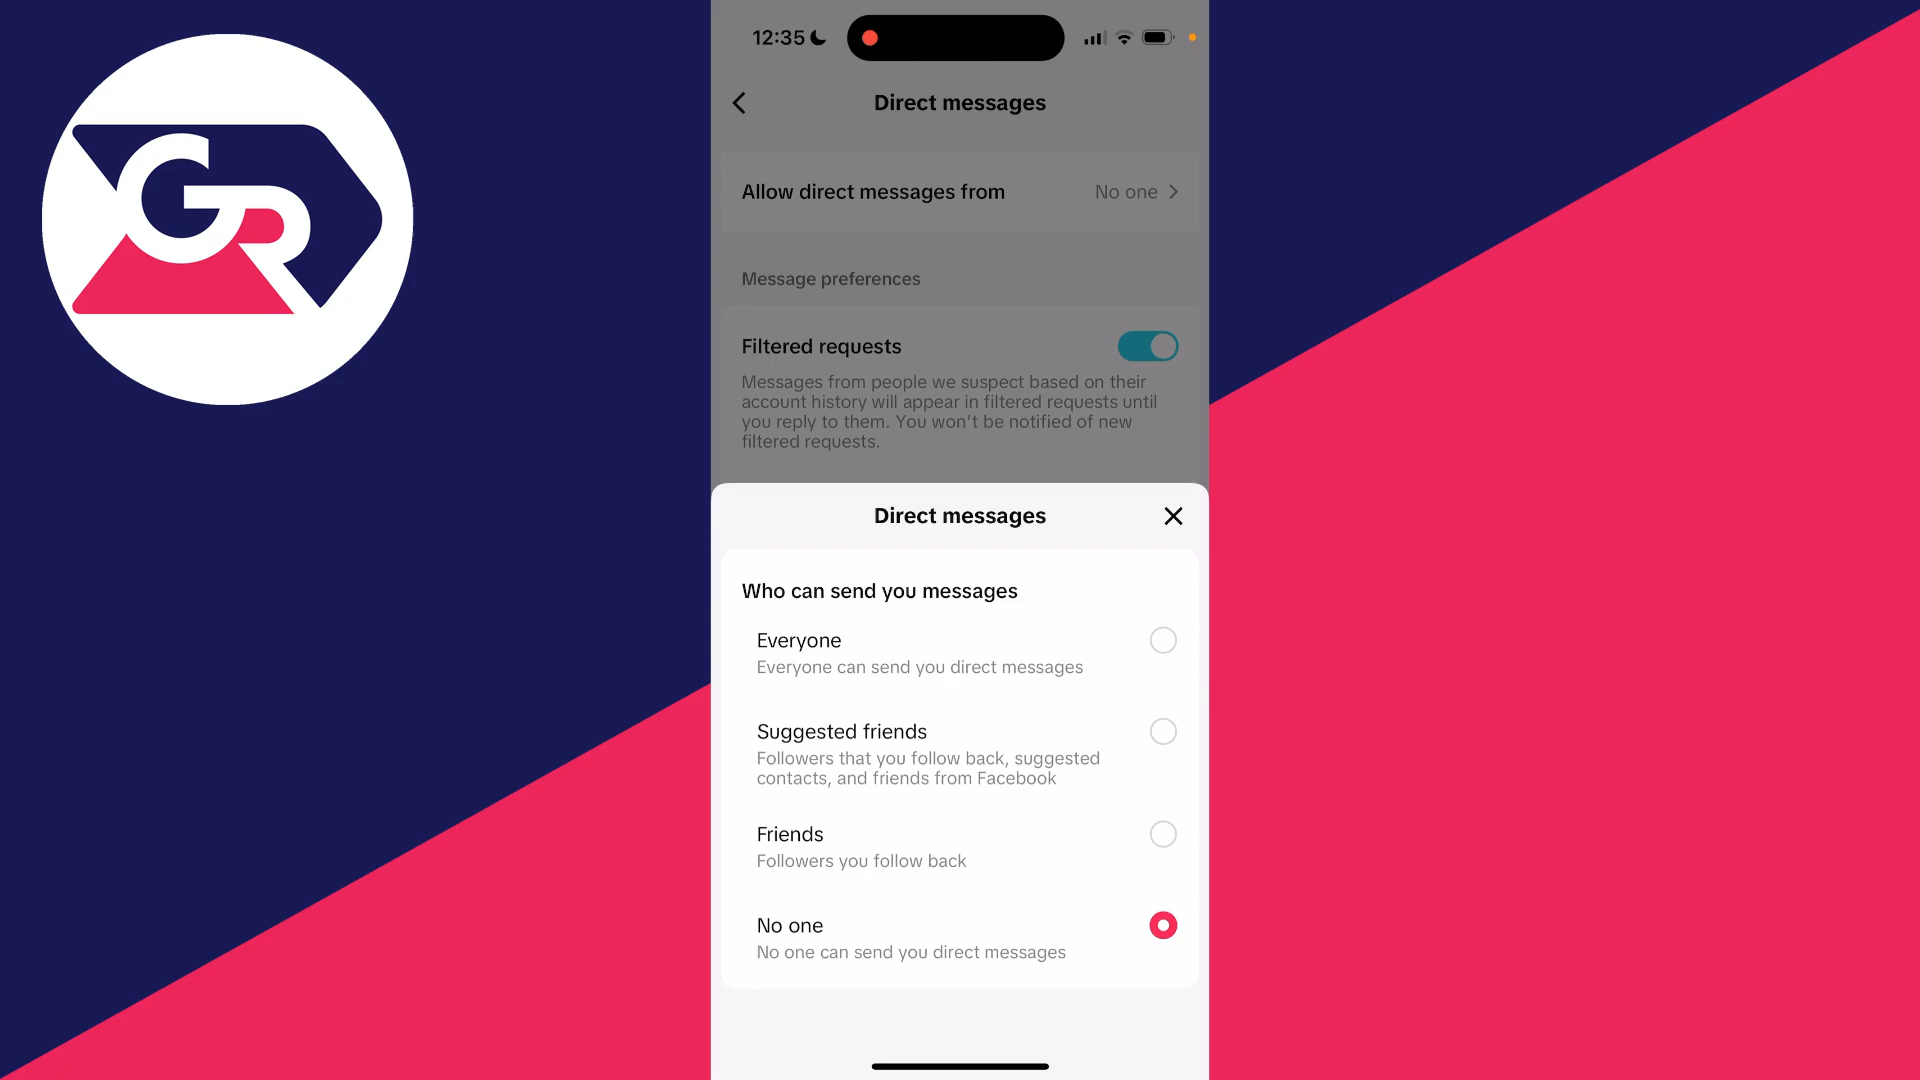 GR
12:35
Direct messages
Allow direct messages from No one
Message preferences
Filtered requests
Messages from people we suspect based on their
account history will appear in filtered requests until
you reply to them. You won't be notified of new
filtered requests.
Direct messages
Who can send you messages
Everyone
Everyone can send you direct messages
Suggested friends
Followers that you follow back, suggested
contacts, and friends from Facebook
Friends
Followers you follow back
No one
No one can send you direct messages